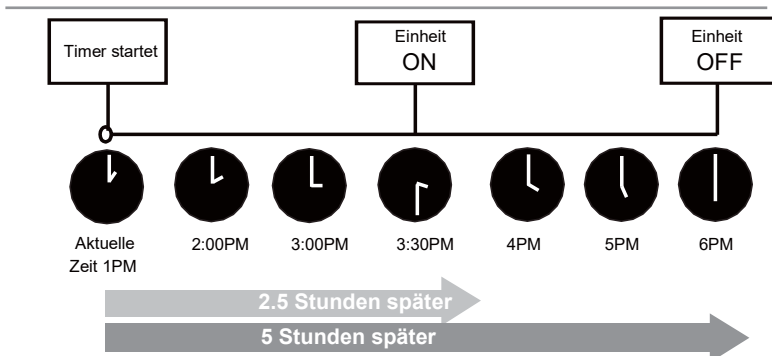 Timer startet
Einheit
ON
Einheit
OFF
Aktuelle
Zeit 1PM
2:00PM
3:00PM
3:30PM
4PM
5PM
6PM
2.5 Stunden später
5 Stunden später